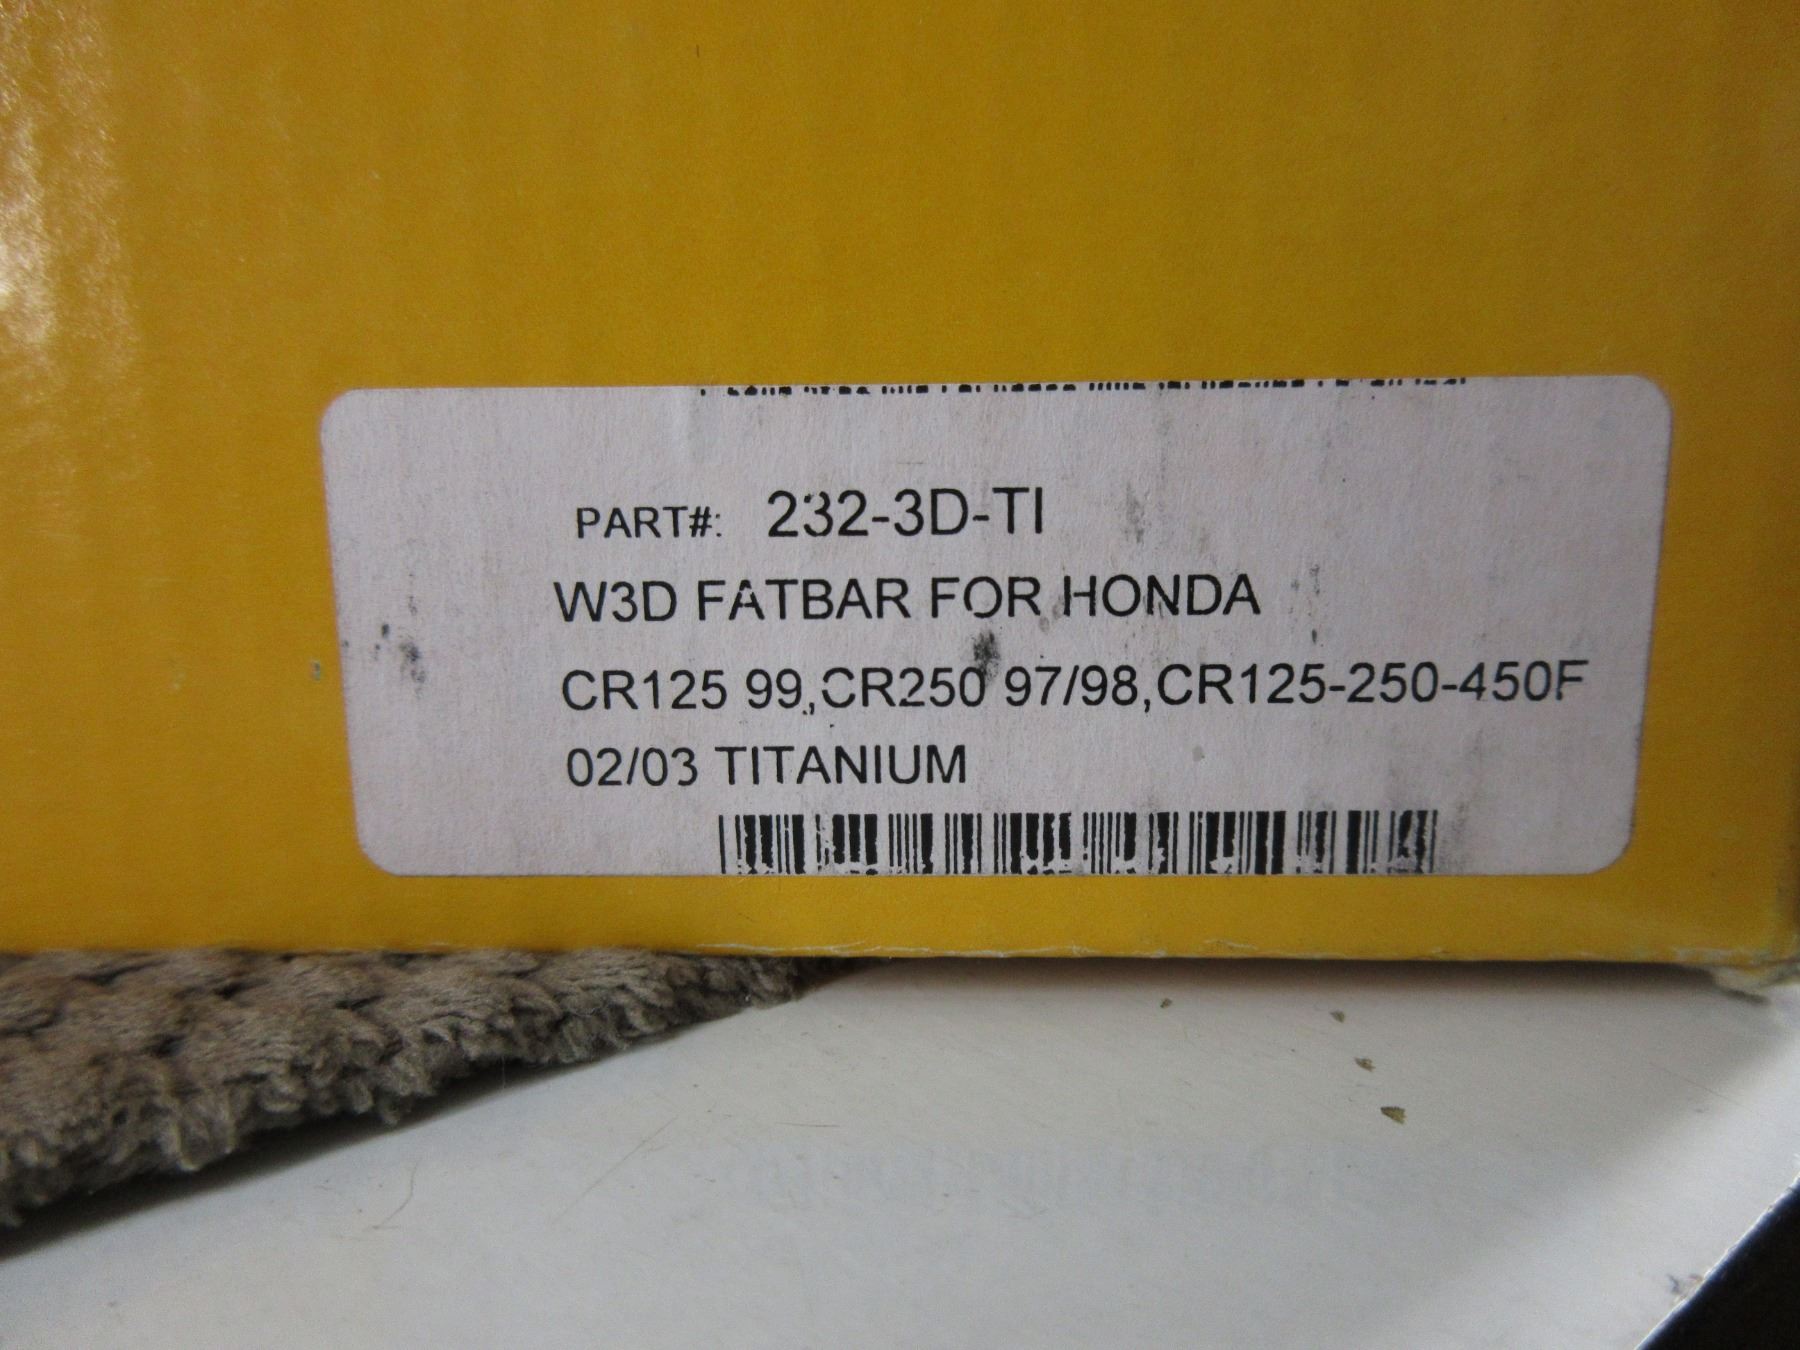 PART#: 232-3D-TI
W3D FATBAR FOR HONDA
CR125 99,CR250 97/98,CR125-250-450F
02/03 TITANIUM